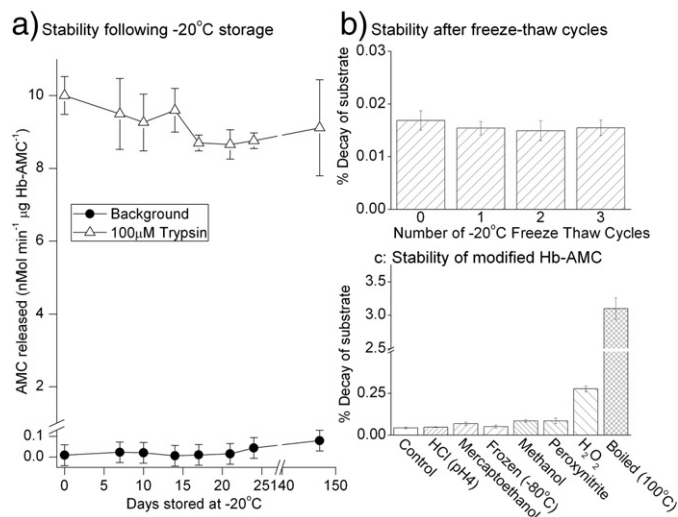 a) Stability following -20°C storage
AMC released (nMol min⁻¹ µg Hb-AMC⁻¹)
10
8
6
4
2
0.1
0.0
Background
100µM Trypsin
0 5 10 15 20 25 140 150
Days stored at -20°C
b) Stability after freeze-thaw cycles
% Decay of substrate
0.03
0.02
0.01
0.00
0 1 2 3
Number of -20°C Freeze Thaw Cycles
c: Stability of modified Hb-AMC
% Decay of substrate
3.0
2.5
0.25
0.00
Control
HCl (pH4)
Mercaptoethanol
Frozen (-80°C)
Methanol
Peroxynitrite
H₂O₂
Boiled (100°C)